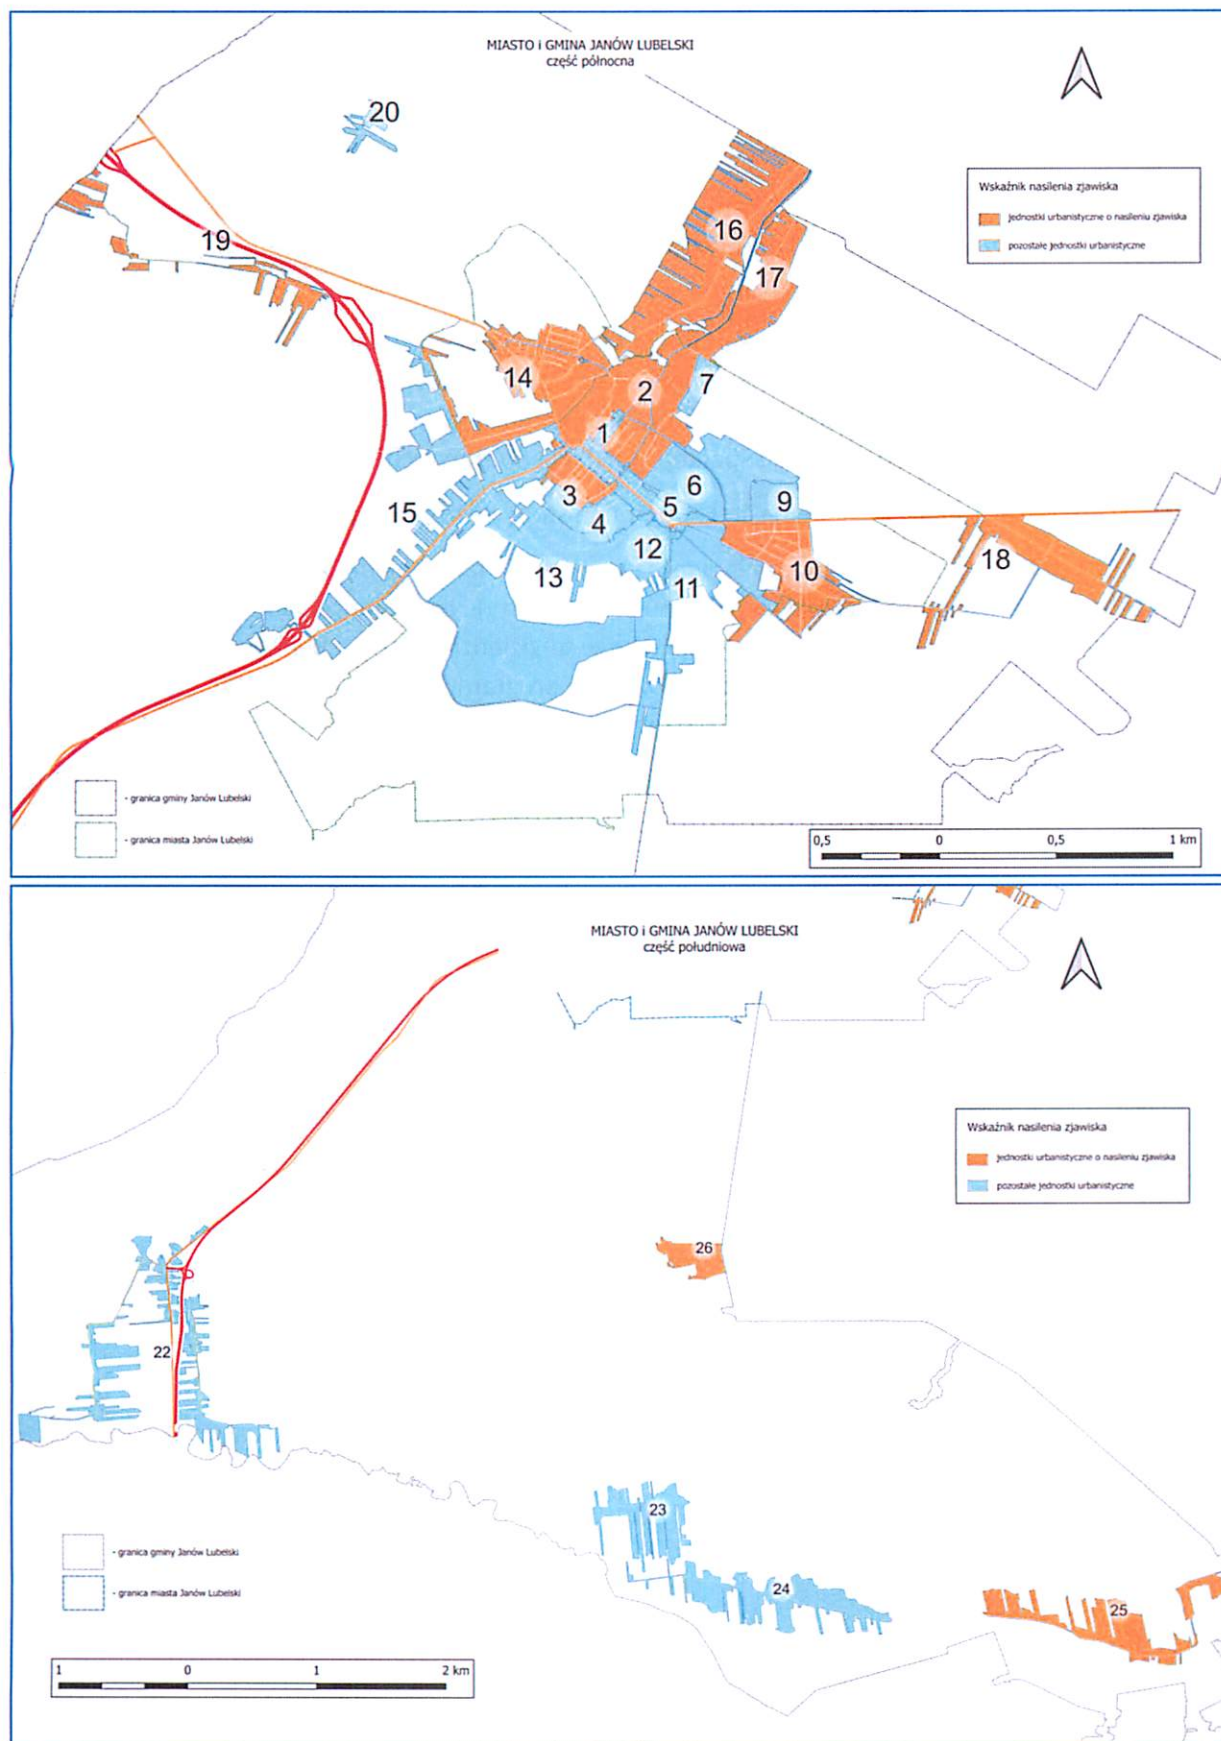 MIASTO i GMINA JANÓW LUBELSKI
część północna
Wskaźnik nasilenia zjawiska
jednostki urbanistyczne o nasileniu zjawiska
pozostałe jednostki urbanistyczne
20
16
19
17
14
2
7
1
3
6
9
5
15
4
12
18
10
13
11
- granica gminy Janów Lubelski
- granica miasta Janów Lubelski
0,5 0 0,5 1 km
MIASTO i GMINA JANÓW LUBELSKI
część południowa
Wskaźnik nasilenia zjawiska
jednostki urbanistyczne o nasileniu zjawiska
pozostałe jednostki urbanistyczne
26
22
23
24
25
- granica gminy Janów Lubelski
- granica miasta Janów Lubelski
1 0 1 2 km